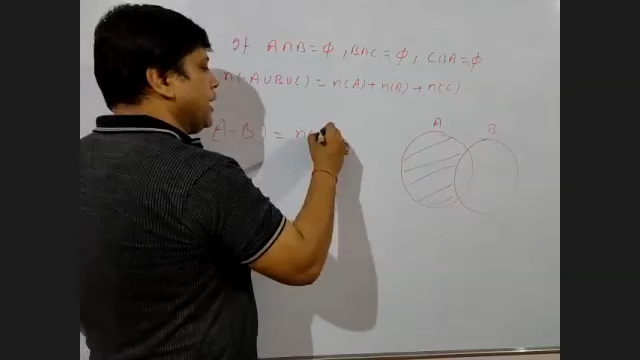 If A∩B = φ, B∩C = φ, C∩A = φ
n(A∪B∪C) = n(A) + n(B) + n(C)
(A-B) = n
A
B